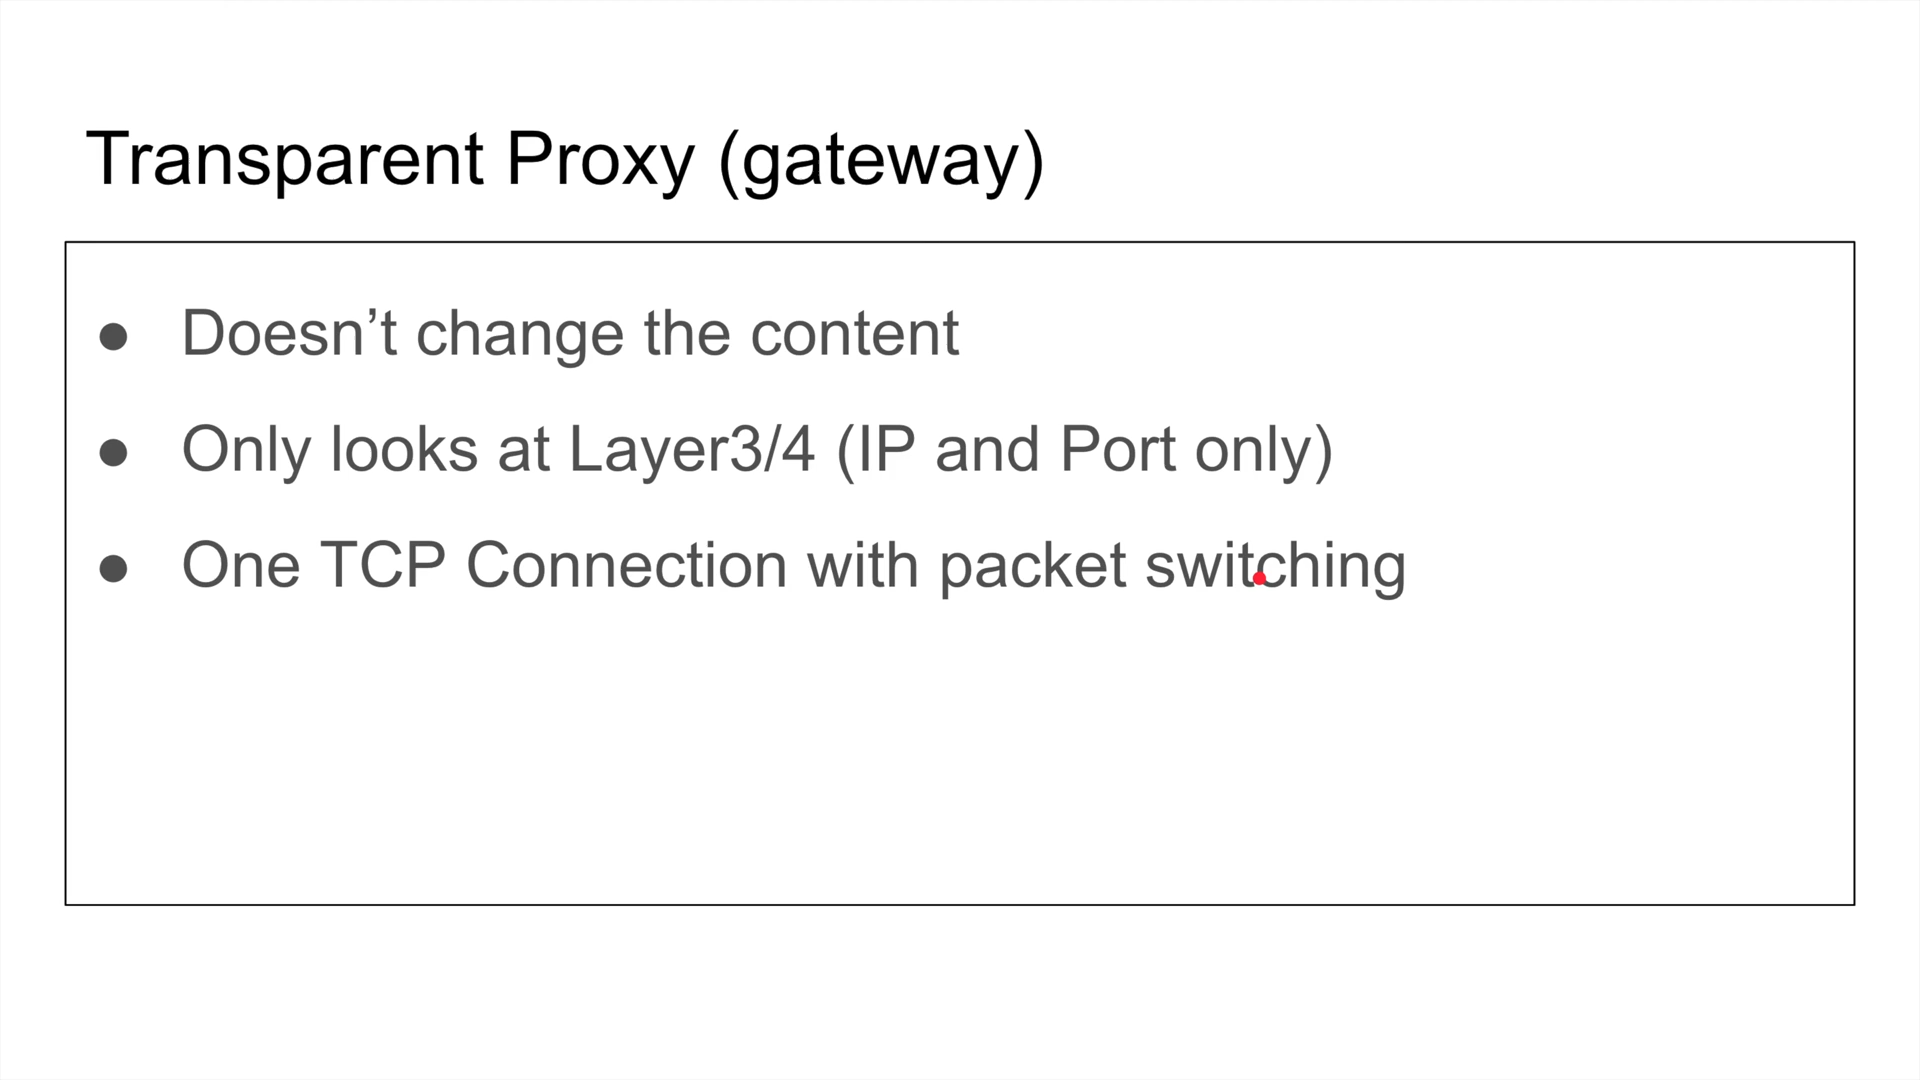 Transparent Proxy (gateway)
● Doesn’t change the content
● Only looks at Layer3/4 (IP and Port only)
● One TCP Connection with packet switching